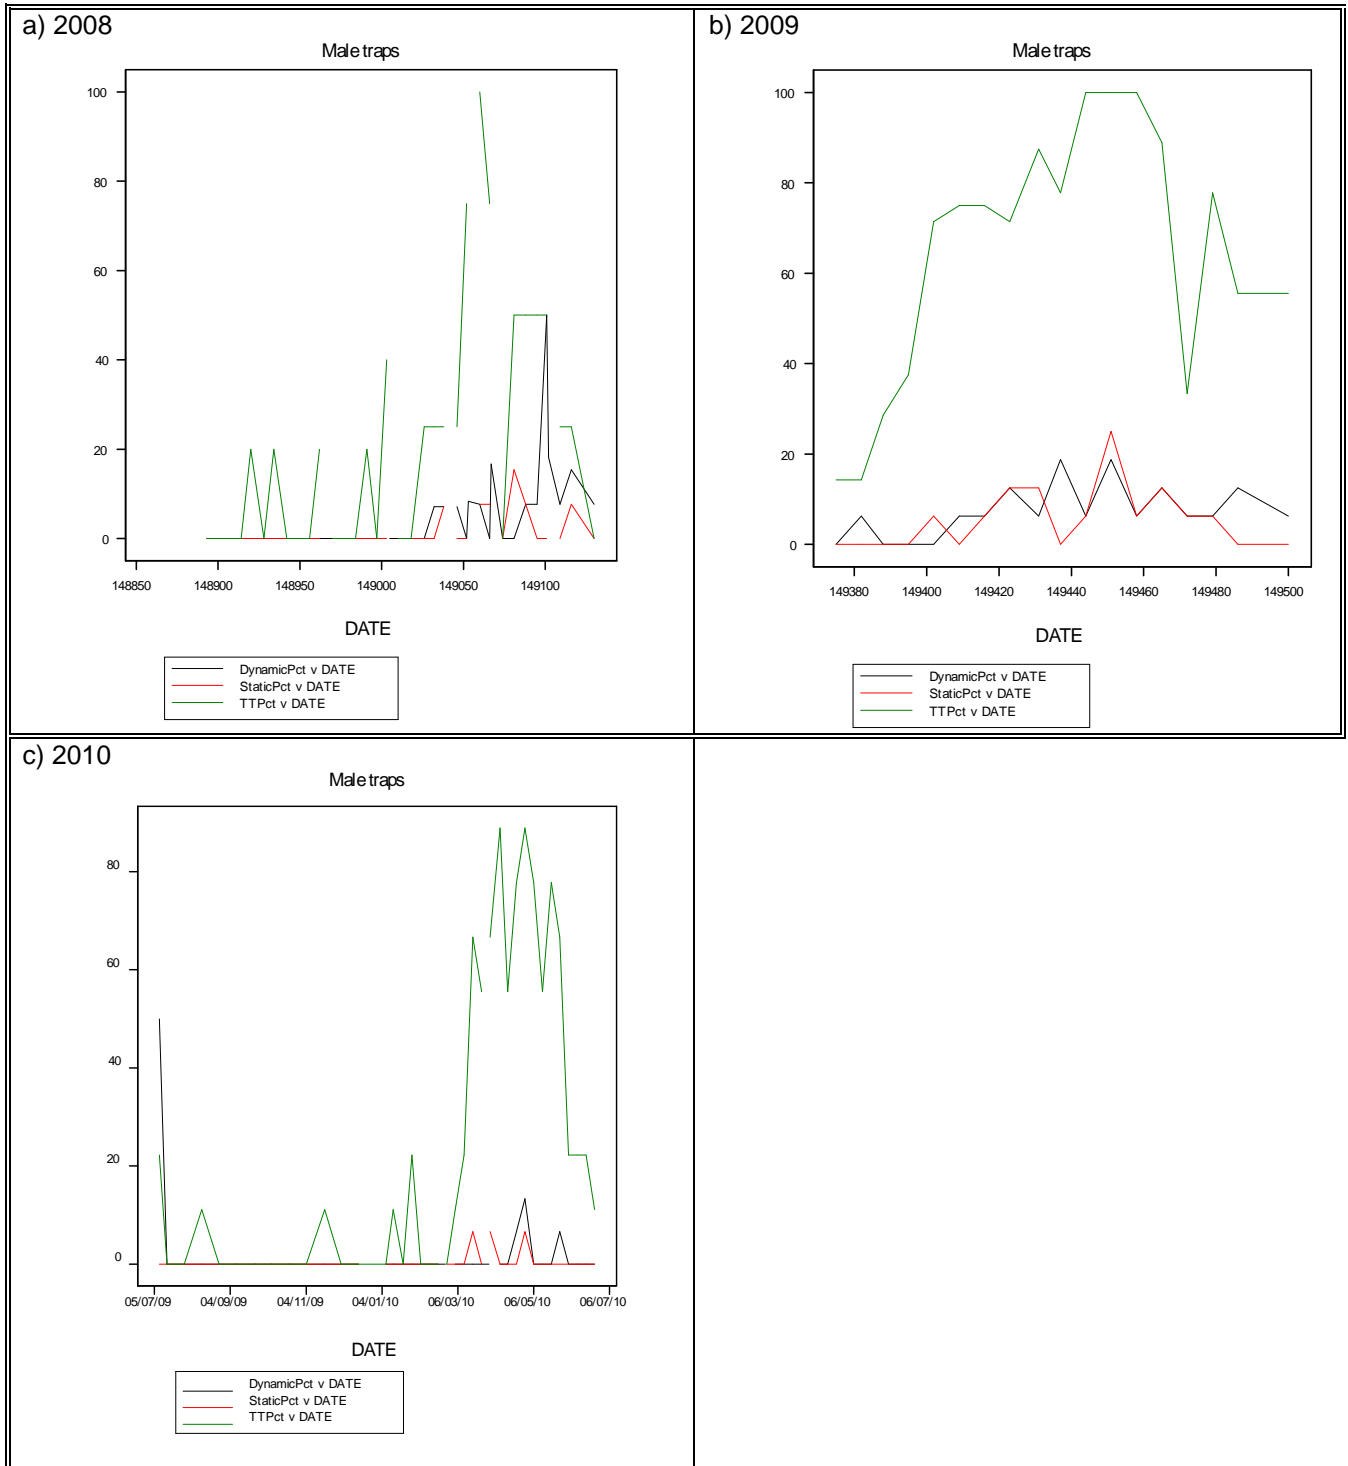 a) 2008
Male traps
100
80
60
40
20
0
148850 148900 148950 149000 149050 149100
DATE
DynamicPct v DATE
StaticPct v DATE
TTPct v DATE
b) 2009
Male traps
100
80
60
40
20
0
149380 149400 149420 149440 149460 149480 149500
DATE
DynamicPct v DATE
StaticPct v DATE
TTPct v DATE
c) 2010
Male traps
80
60
40
20
0
05/07/09 04/09/09 04/11/09 04/01/10 06/03/10 06/05/10 06/07/10
DATE
DynamicPct v DATE
StaticPct v DATE
TTPct v DATE